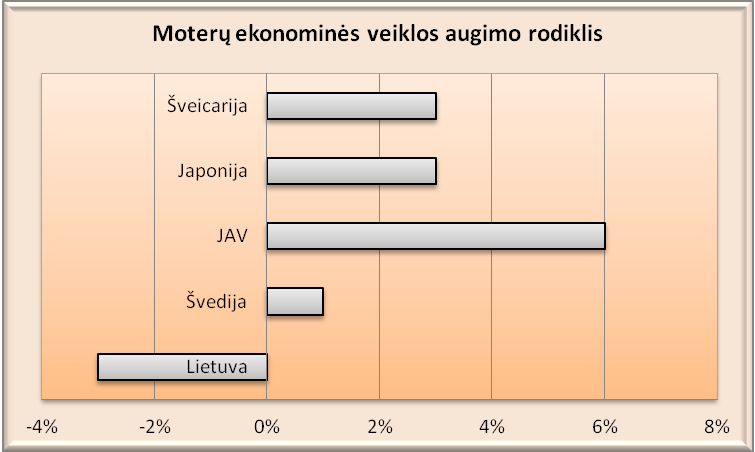 Moterų ekonominės veiklos augimo rodiklis
Šveicarija
Japonija
JAV
Švedija
Lietuva
-4% -2% 0% 2% 4% 6% 8%